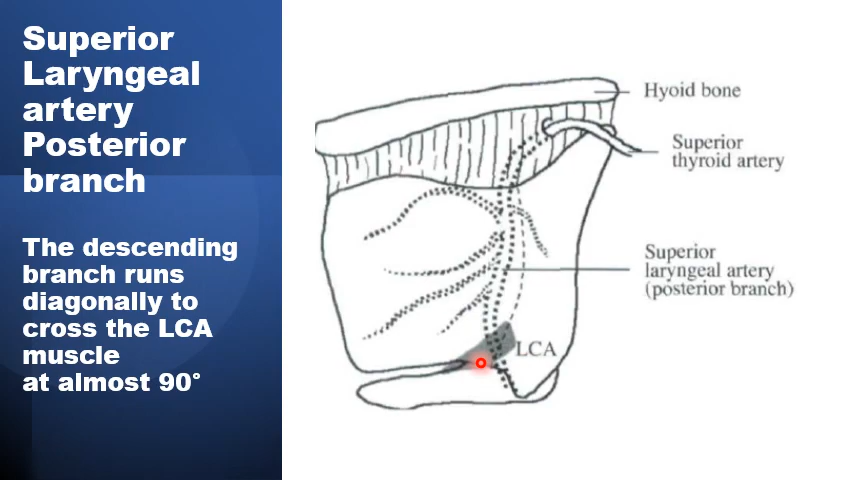 Superior
Laryngeal
artery
Posterior
branch
The descending
branch runs
diagonally to
cross the LCA
muscle
at almost 90°
Hyoid bone
Superior
thyroid artery
Superior
laryngeal artery
(posterior branch)
LCA